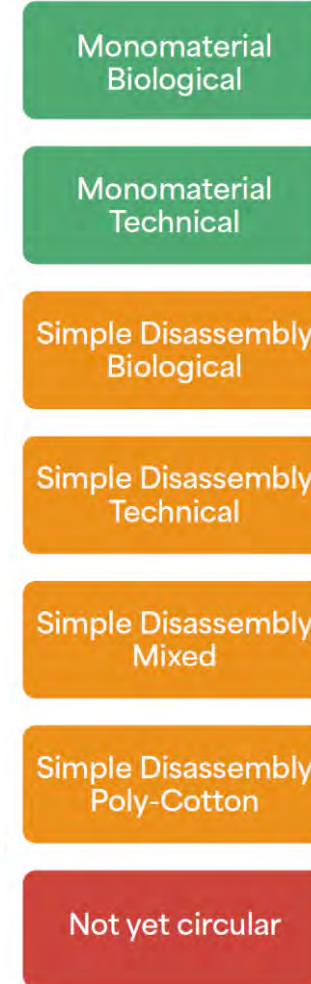 Monomaterial
Biological
Monomaterial
Technical
Simple Disassembly
Biological
Simple Disassembly
Technical
Simple Disassembly
Mixed
Simple Disassembly
Poly-Cotton
Not yet circular